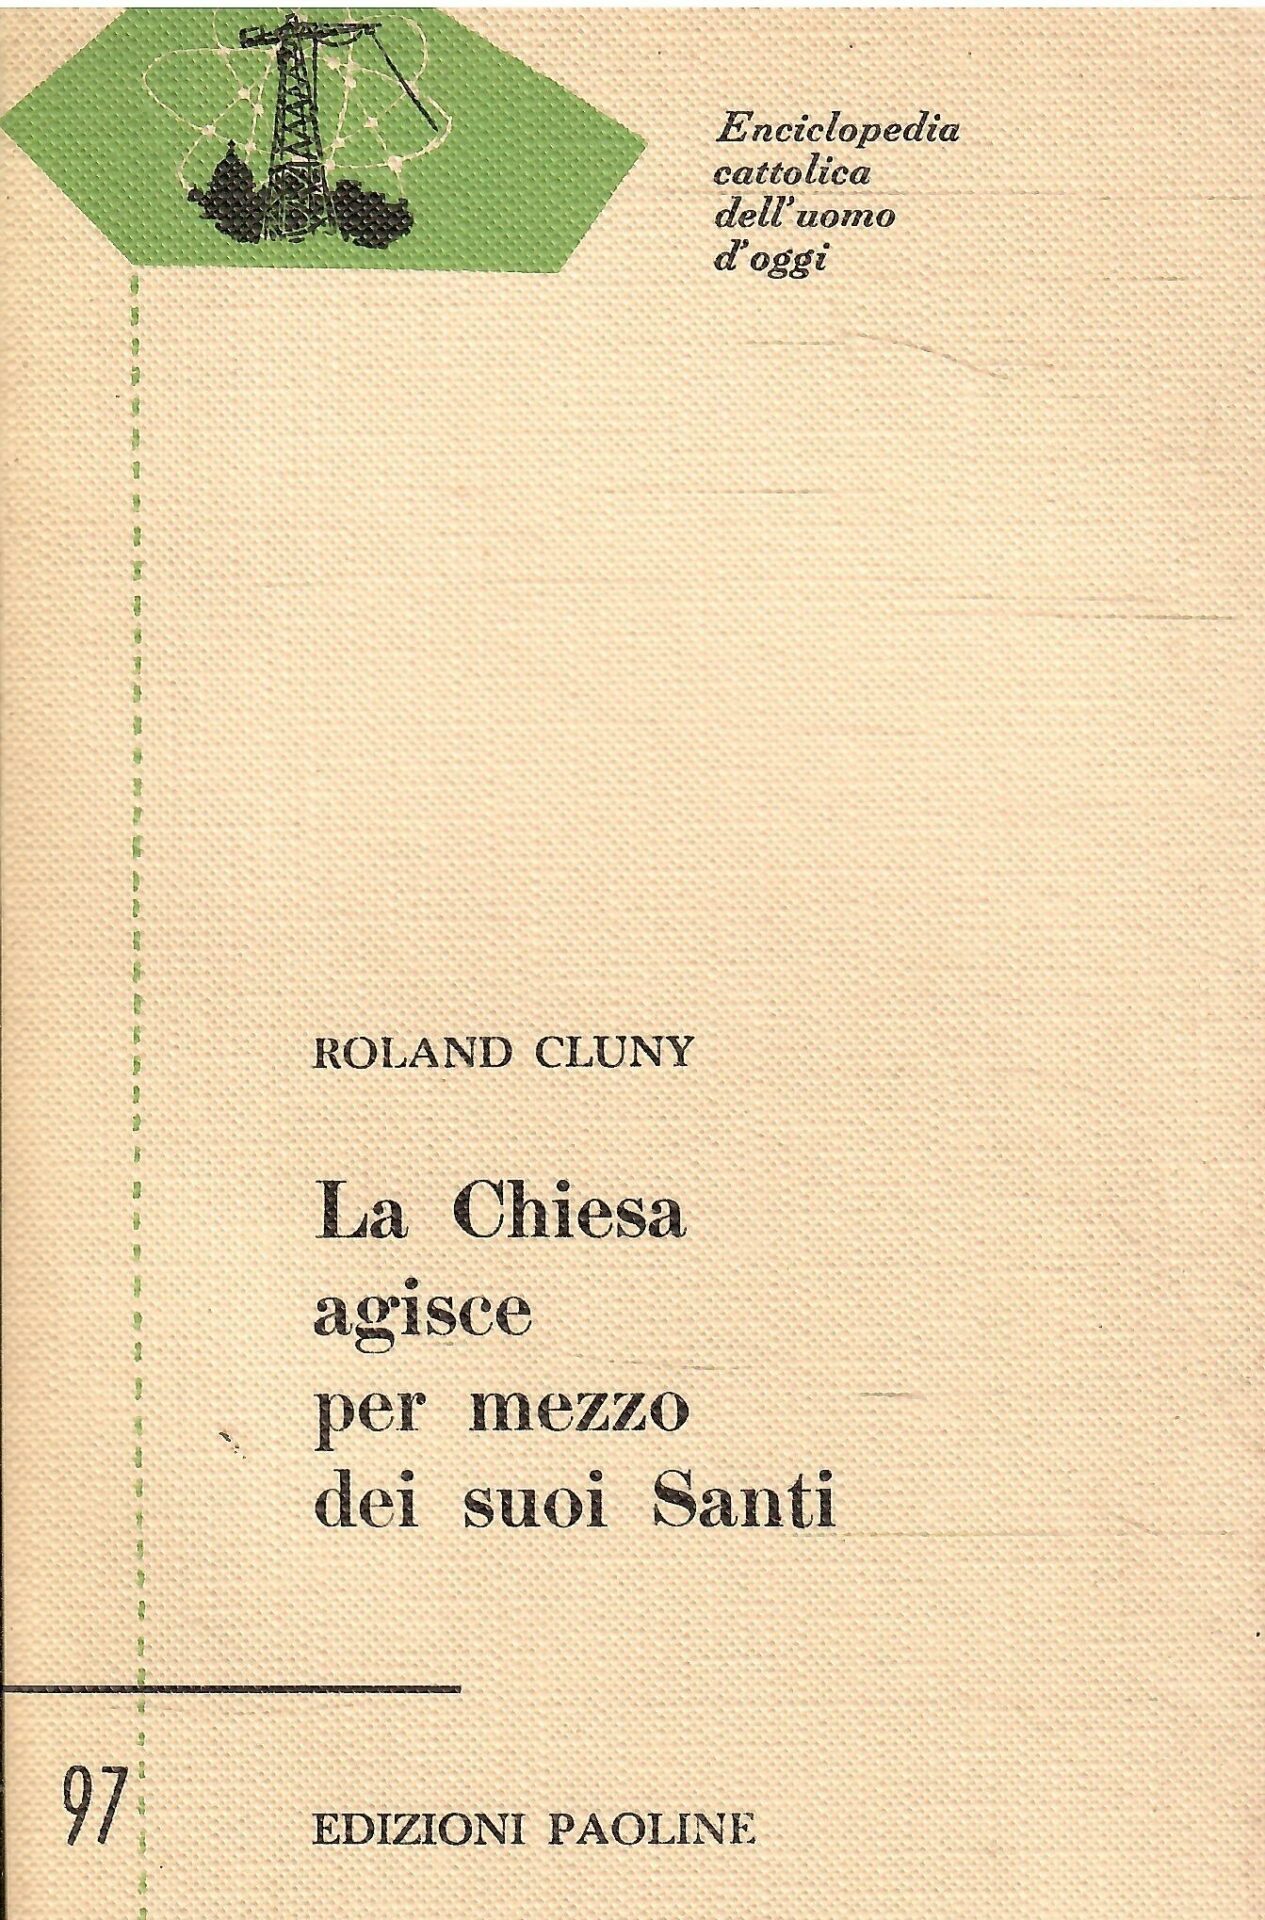 Enciclopedia
cattolica
dell'uomo
d'oggi
ROLAND CLUNY
La Chiesa
agisce
per mezzo
dei suoi Santi
97
EDIZIONI PAOLINE